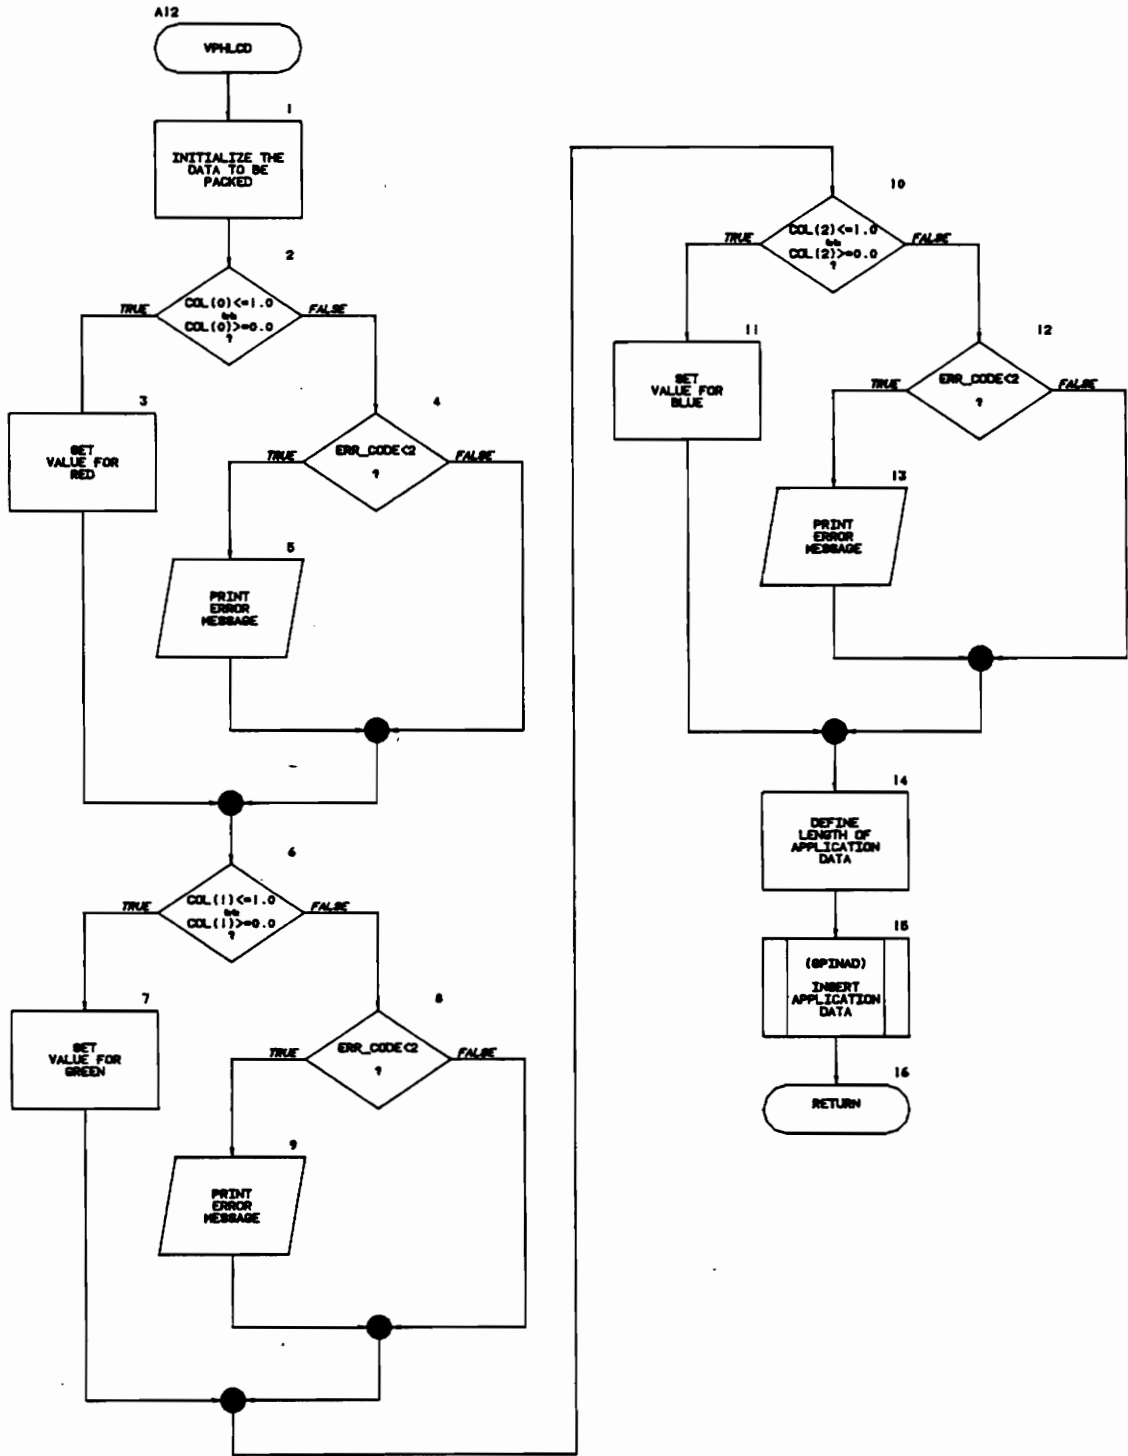 A12
VPHLCD
1
INITIALIZE THE
DATA TO BE
PACKED
2
COL(0)<=1.0
&&
COL(0)>=0.0
?
TRUE
FALSE
3
SET
VALUE FOR
RED
4
ERR_CODE<2
?
TRUE
FALSE
5
PRINT
ERROR
MESSAGE
6
COL(1)<=1.0
&&
COL(1)>=0.0
?
TRUE
FALSE
7
SET
VALUE FOR
GREEN
8
ERR_CODE<2
?
TRUE
FALSE
9
PRINT
ERROR
MESSAGE
10
COL(2)<=1.0
&&
COL(2)>=0.0
?
TRUE
FALSE
11
SET
VALUE FOR
BLUE
12
ERR_CODE<2
?
TRUE
FALSE
13
PRINT
ERROR
MESSAGE
14
DEFINE
LENGTH OF
APPLICATION
DATA
15
(GPINAD)
INSERT
APPLICATION
DATA
16
RETURN